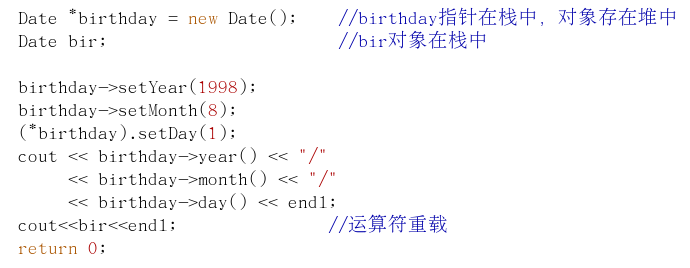 Date *birthday = new Date();    //birthday指针在栈中, 对象存在堆中
Date bir;                       //bir对象在栈中
birthday->setYear(1998);
birthday->setMonth(8);
(*birthday).setDay(1);
cout << birthday->year() << "/"
     << birthday->month() << "/"
     << birthday->day() << endl;
cout<<bir<<endl;               //运算符重载
return 0;